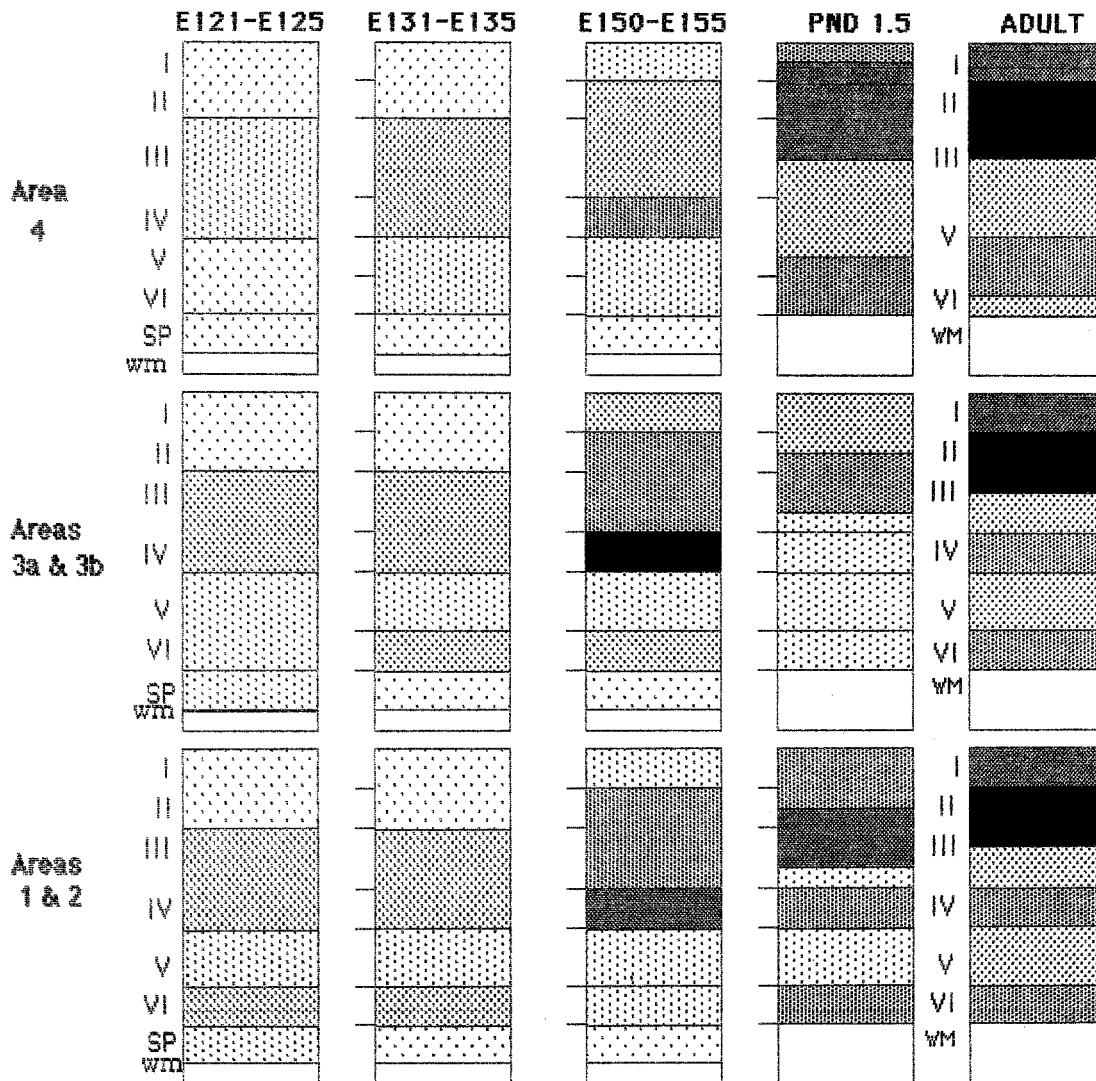 E121-E125 E131-E135 E150-E155 PND 1.5 ADULT
I I
II II
III III
Area
4
IV V
V
VI VI
SP WM
wm
I I
II II
III III
Areas
3a & 3b
IV IV
V V
VI VI
SP WM
wm
I I
II II
III III
Areas
1 & 2
IV IV
V V
VI VI
SP WM
wm